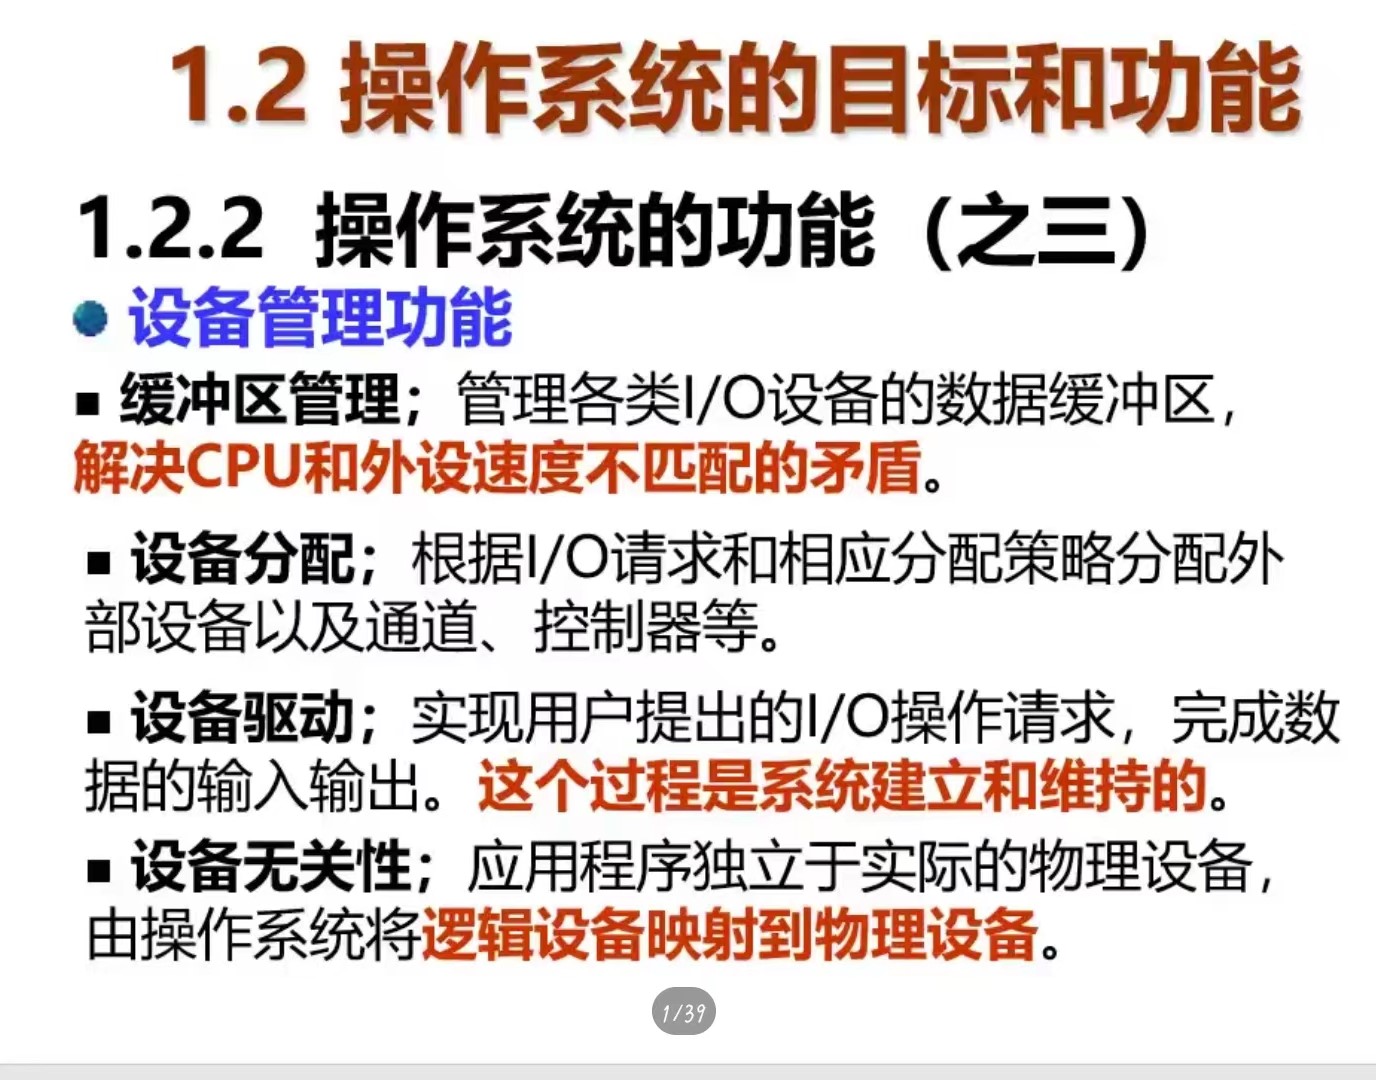 1.2 操作系统的目标和功能
1.2.2 操作系统的功能（之三）
设备管理功能
缓冲区管理；管理各类I/O设备的数据缓冲区，
解决CPU和外设速度不匹配的矛盾。
设备分配；根据I/O请求和相应分配策略分配外
部设备以及通道、控制器等。
设备驱动；实现用户提出的I/O操作请求，完成数
据的输入输出。这个过程是系统建立和维持的。
设备无关性；应用程序独立于实际的物理设备，
由操作系统将逻辑设备映射到物理设备。
1/39